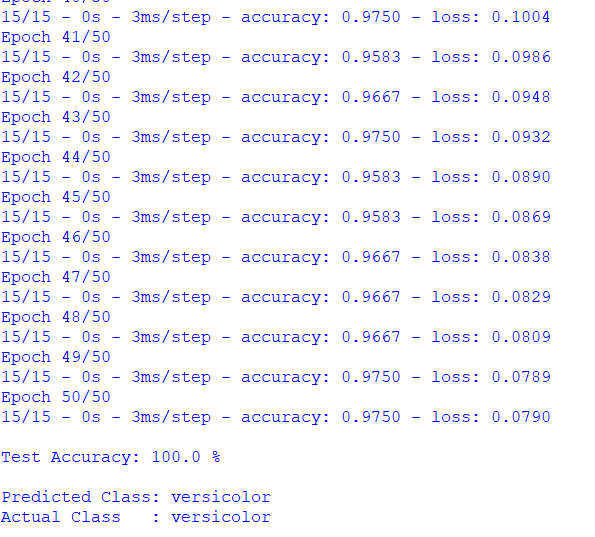 15/15 - 0s - 3ms/step - accuracy: 0.9750 - loss: 0.1004
Epoch 41/50
15/15 - 0s - 3ms/step - accuracy: 0.9583 - loss: 0.0986
Epoch 42/50
15/15 - 0s - 3ms/step - accuracy: 0.9667 - loss: 0.0948
Epoch 43/50
15/15 - 0s - 3ms/step - accuracy: 0.9750 - loss: 0.0932
Epoch 44/50
15/15 - 0s - 3ms/step - accuracy: 0.9583 - loss: 0.0890
Epoch 45/50
15/15 - 0s - 3ms/step - accuracy: 0.9583 - loss: 0.0869
Epoch 46/50
15/15 - 0s - 3ms/step - accuracy: 0.9667 - loss: 0.0838
Epoch 47/50
15/15 - 0s - 3ms/step - accuracy: 0.9667 - loss: 0.0829
Epoch 48/50
15/15 - 0s - 3ms/step - accuracy: 0.9667 - loss: 0.0809
Epoch 49/50
15/15 - 0s - 3ms/step - accuracy: 0.9750 - loss: 0.0789
Epoch 50/50
15/15 - 0s - 3ms/step - accuracy: 0.9750 - loss: 0.0790

Test Accuracy: 100.0 %

Predicted Class: versicolor
Actual Class   : versicolor